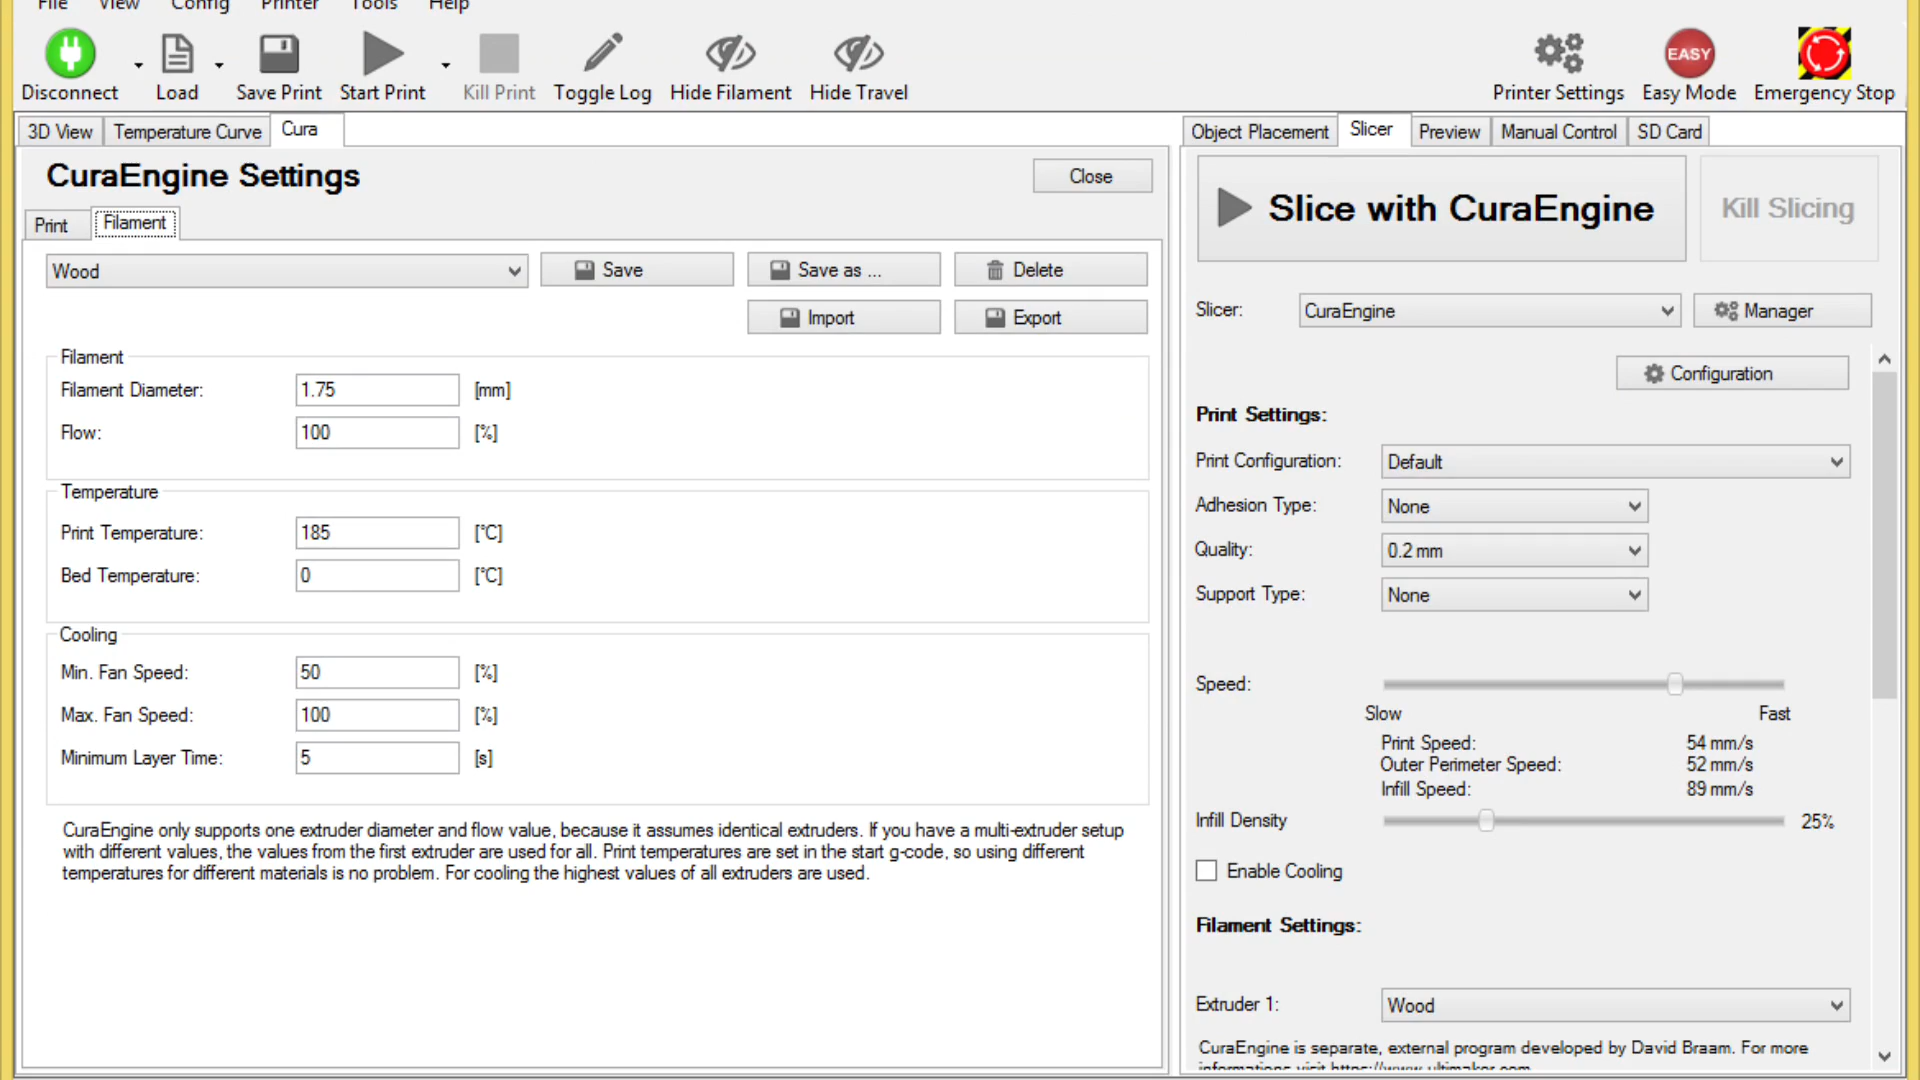 File View Config Printer Tools Help
Disconnect Load Save Print Start Print Kill Print Toggle Log Hide Filament Hide Travel Printer Settings EASY Easy Mode Emergency Stop
3D View Temperature Curve Cura
CuraEngine Settings Close
Print Filament
Wood Save Save as ... Delete
Import Export
Filament
Filament Diameter: 1.75 [mm]
Flow: 100 [%]
Temperature
Print Temperature: 185 [°C]
Bed Temperature: 0 [°C]
Cooling
Min. Fan Speed: 50 [%]
Max. Fan Speed: 100 [%]
Minimum Layer Time: 5 [s]
CuraEngine only supports one extruder diameter and flow value, because it assumes identical extruders. If you have a multi-extruder setup
with different values, the values from the first extruder are used for all. Print temperatures are set in the start g-code, so using different
temperatures for different materials is no problem. For cooling the highest values of all extruders are used.
Object Placement Slicer Preview Manual Control SD Card
Slice with CuraEngine Kill Slicing
Slicer: CuraEngine Manager
Configuration
Print Settings:
Print Configuration: Default
Adhesion Type: None
Quality: 0.2 mm
Support Type: None
Speed:
Slow Fast
Print Speed: 54 mm/s
Outer Perimeter Speed: 52 mm/s
Infill Speed: 89 mm/s
Infill Density 25%
Enable Cooling
Filament Settings:
Extruder 1: Wood
CuraEngine is separate, external program developed by David Braam. For more
informations visit https://www.ultimaker.com